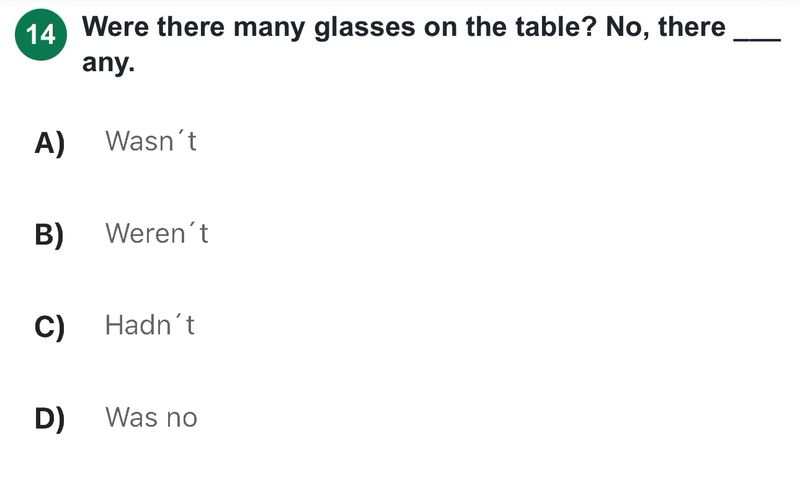 14 Were there many glasses on the table? No, there ___
any.
A) Wasn´t
B) Weren´t
C) Hadn´t
D) Was no